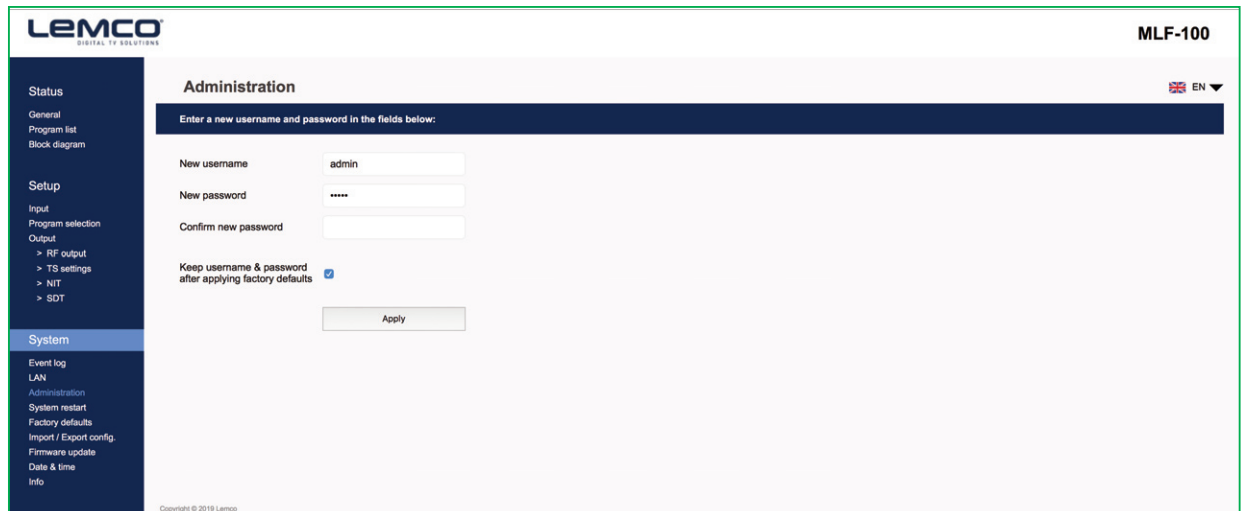 LEMCO
DIGITAL TV SOLUTIONS
MLF-100
Status
General
Program list
Block diagram
Setup
Input
Program selection
Output
> RF output
> TS settings
> NIT
> SDT
System
Event log
LAN
Administration
System restart
Factory defaults
Import / Export config.
Firmware update
Date & time
Info
Administration
EN
Enter a new username and password in the fields below:
New username
admin
New password
•••••
Confirm new password
Keep username & password
after applying factory defaults
Apply
Copyright © 2019 Lemco